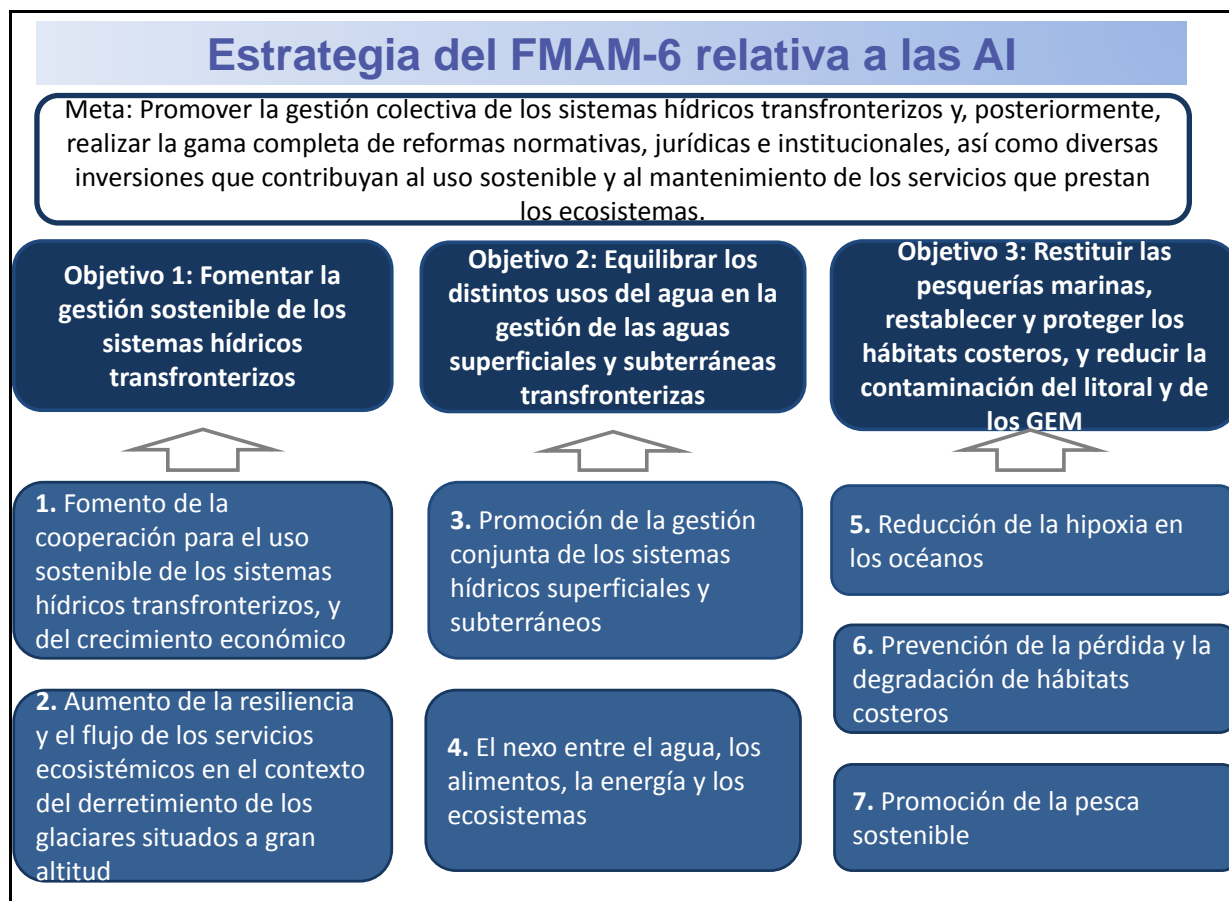 Estrategia del FMAM-6 relativa a las AI
Meta: Promover la gestión colectiva de los sistemas hídricos transfronterizos y, posteriormente,
realizar la gama completa de reformas normativas, jurídicas e institucionales, así como diversas
inversiones que contribuyan al uso sostenible y al mantenimiento de los servicios que prestan
los ecosistemas.
Objetivo 1: Fomentar la
gestión sostenible de los
sistemas hídricos
transfronterizos
Objetivo 2: Equilibrar los
distintos usos del agua en la
gestión de las aguas
superficiales y subterráneas
transfronterizas
Objetivo 3: Restituir las
pesquerías marinas,
restablecer y proteger los
hábitats costeros, y reducir la
contaminación del litoral y de
los GEM
1. Fomento de la
cooperación para el uso
sostenible de los sistemas
hídricos transfronterizos, y
del crecimiento económico
2. Aumento de la resiliencia
y el flujo de los servicios
ecosistémicos en el contexto
del derretimiento de los
glaciares situados a gran
altitud
3. Promoción de la gestión
conjunta de los sistemas
hídricos superficiales y
subterráneos
4. El nexo entre el agua, los
alimentos, la energía y los
ecosistemas
5. Reducción de la hipoxia en
los océanos
6. Prevención de la pérdida y la
degradación de hábitats
costeros
7. Promoción de la pesca
sostenible